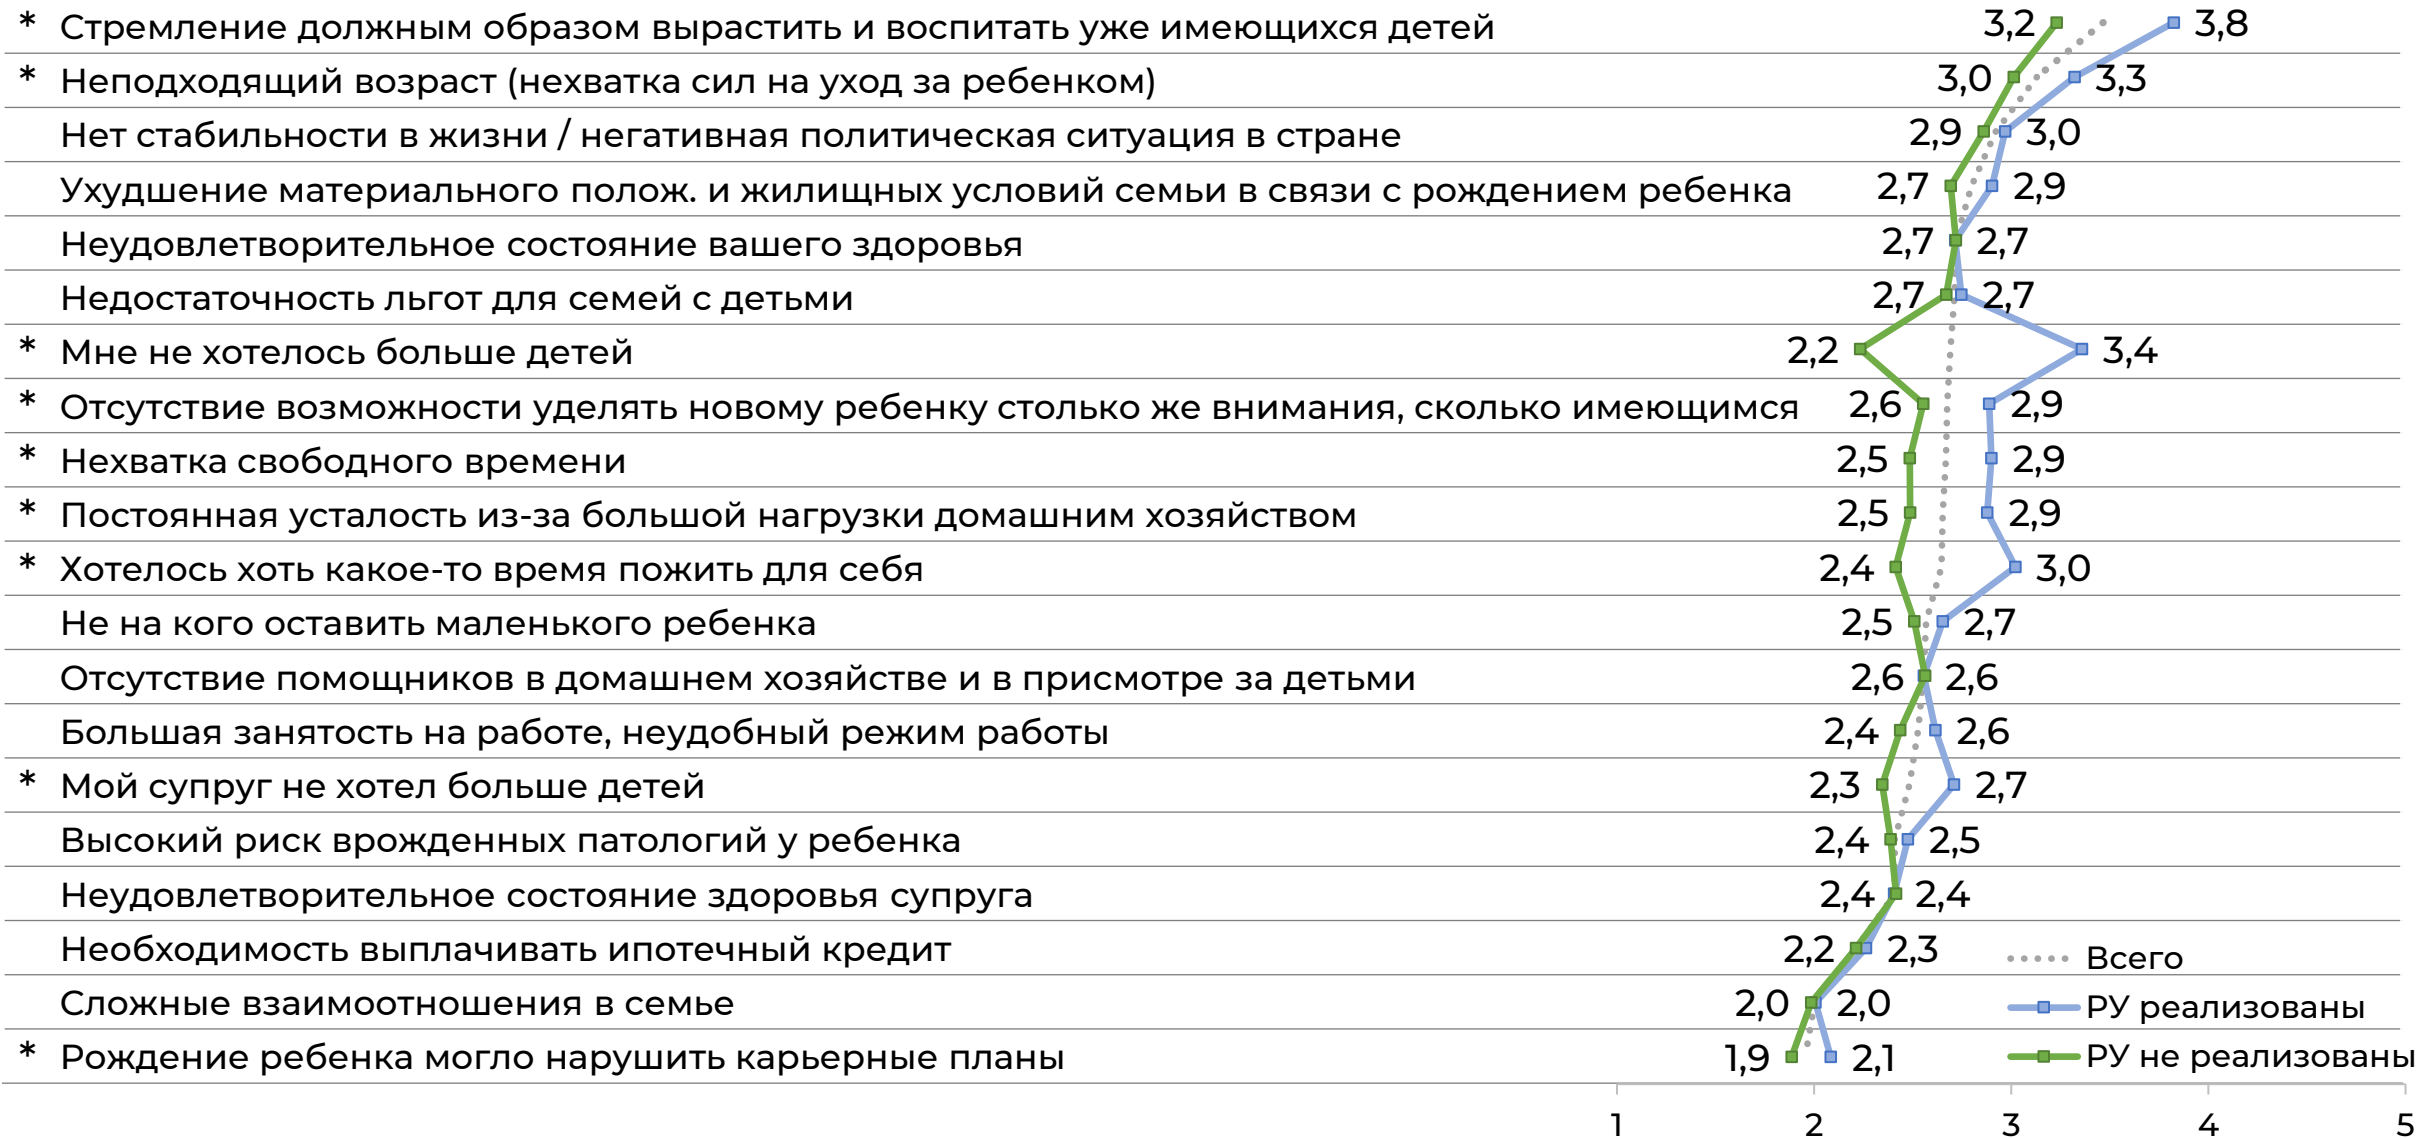 * Стремление должным образом вырастить и воспитать уже имеющихся детей 3,2 3,8
* Неподходящий возраст (нехватка сил на уход за ребенком) 3,0 3,3
Нет стабильности в жизни / негативная политическая ситуация в стране 2,9 3,0
Ухудшение материального полож. и жилищных условий семьи в связи с рождением ребенка 2,7 2,9
Неудовлетворительное состояние вашего здоровья 2,7 2,7
Недостаточность льгот для семей с детьми 2,7 2,7
* Мне не хотелось больше детей 2,2 3,4
* Отсутствие возможности уделять новому ребенку столько же внимания, сколько имеющимся 2,6 2,9
* Нехватка свободного времени 2,5 2,9
* Постоянная усталость из-за большой нагрузки домашним хозяйством 2,5 2,9
* Хотелось хоть какое-то время пожить для себя 2,4 3,0
Не на кого оставить маленького ребенка 2,5 2,7
Отсутствие помощников в домашнем хозяйстве и в присмотре за детьми 2,6 2,6
Большая занятость на работе, неудобный режим работы 2,4 2,6
* Мой супруг не хотел больше детей 2,3 2,7
Высокий риск врожденных патологий у ребенка 2,4 2,5
Неудовлетворительное состояние здоровья супруга 2,4 2,4
Необходимость выплачивать ипотечный кредит 2,2 2,3
Всего
Сложные взаимоотношения в семье 2,0 2,0
РУ реализованы
* Рождение ребенка могло нарушить карьерные планы 1,9 2,1
РУ не реализованы
1 2 3 4 5